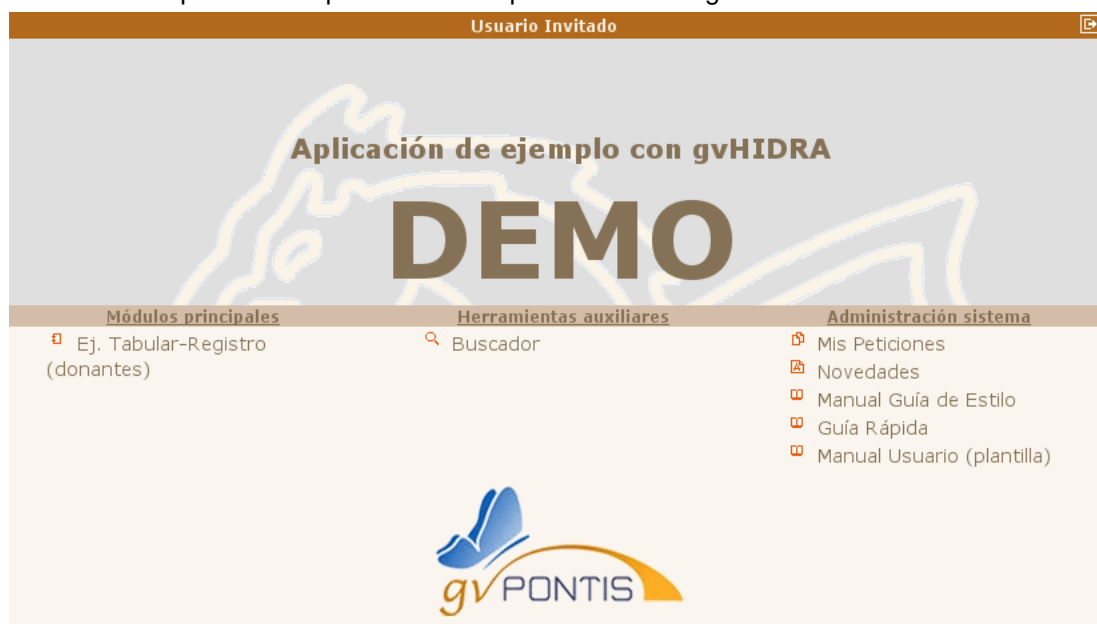 Usuario Invitado
Aplicación de ejemplo con gvHIDRA
DEMO
Módulos principales
Herramientas auxiliares
Administración sistema
Ej. Tabular-Registro
(donantes)
Buscador
Mis Peticiones
Novedades
Manual Guía de Estilo
Guía Rápida
Manual Usuario (plantilla)
gvPONTIS